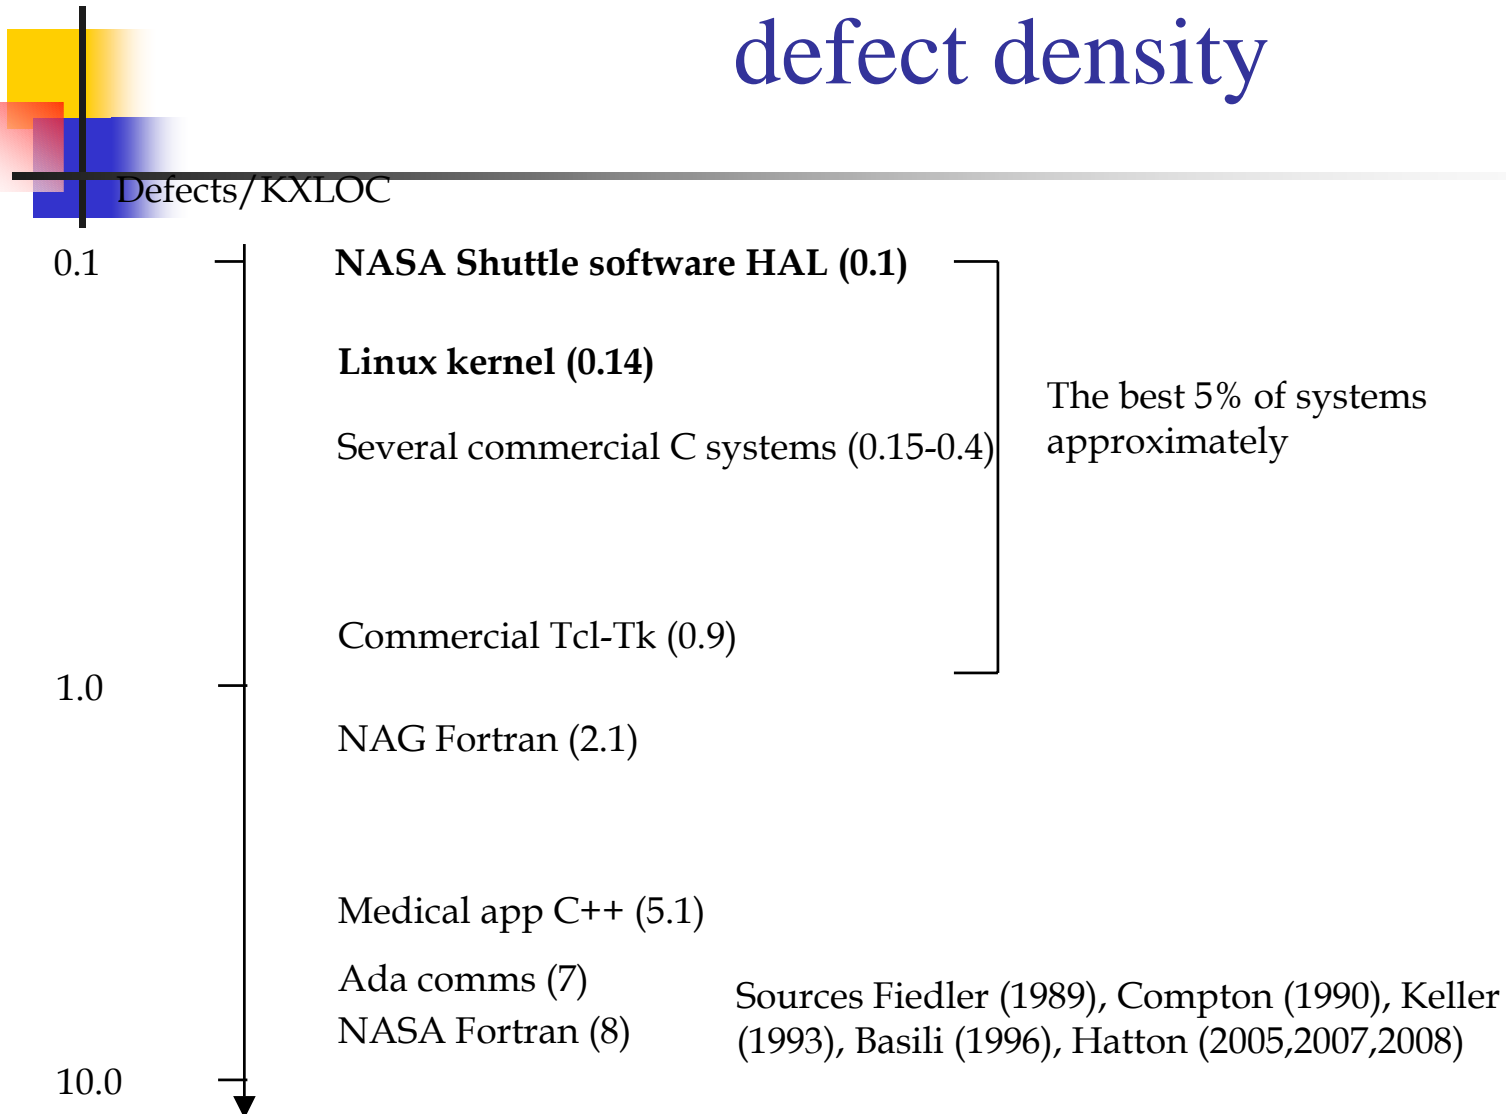 defect density
Defects/KXLOC
0.1
NASA Shuttle software HAL (0.1)
Linux kernel (0.14)
The best 5% of systems
approximately
Several commercial C systems (0.15-0.4)
Commercial Tcl-Tk (0.9)
1.0
NAG Fortran (2.1)
Medical app C++ (5.1)
Ada comms (7)
NASA Fortran (8)
Sources Fiedler (1989), Compton (1990), Keller
(1993), Basili (1996), Hatton (2005,2007,2008)
10.0